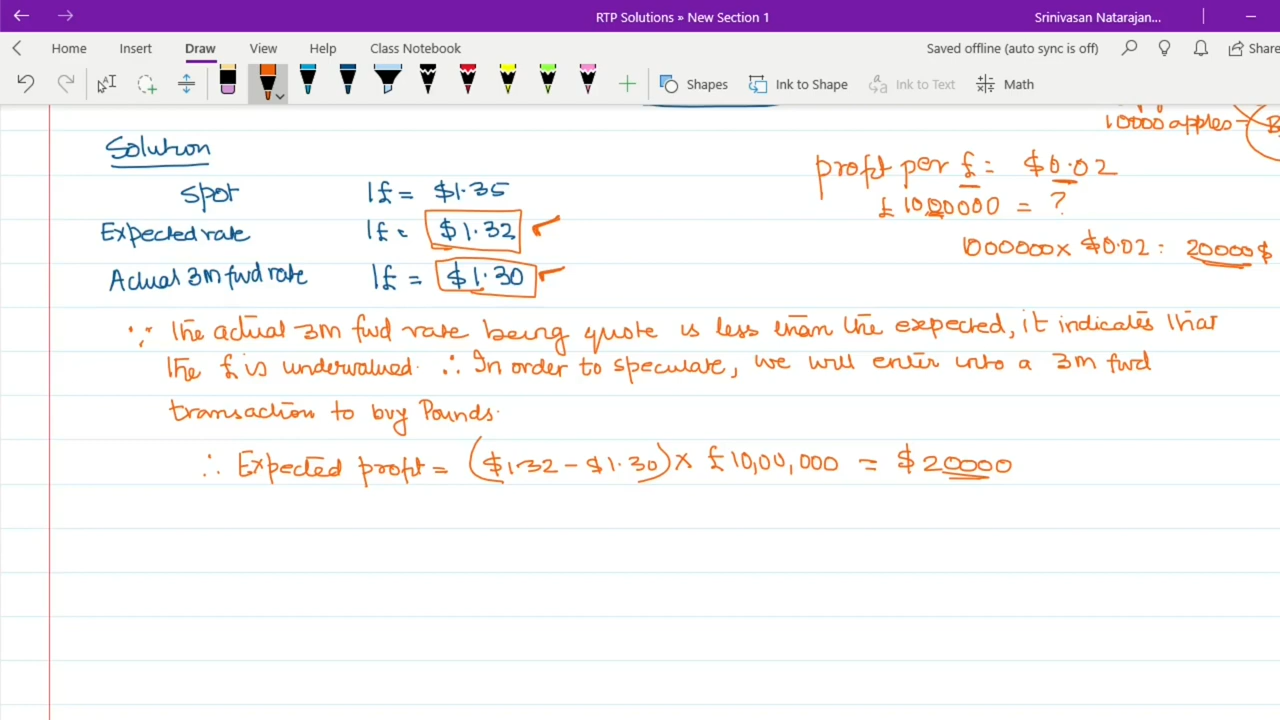 RTP Solutions » New Section 1
Srinivasan Natarajan...
Home Insert Draw View Help Class Notebook
Saved offline (auto sync is off)
Share
Shapes
Ink to Shape
Ink to Text
Math
10000 apples - B
Solution
Spot 1£ = $1.35
Expected rate 1£ = $1.32
Actual 3M fwd rate 1£ = $1.30
profit per £ = $0.02
£ 10,00000 = ?
1000000 x $0.02 = 20000$
∵ The actual 3M fwd rate being quote is less than the expected, it indicates that
the £ is undervalued. ∴ In order to speculate, we will enter into a 3m fwd
transaction to buy Pounds.
∴ Expected profit = ($1.32 - $1.30) x £10,00,000 = $20000